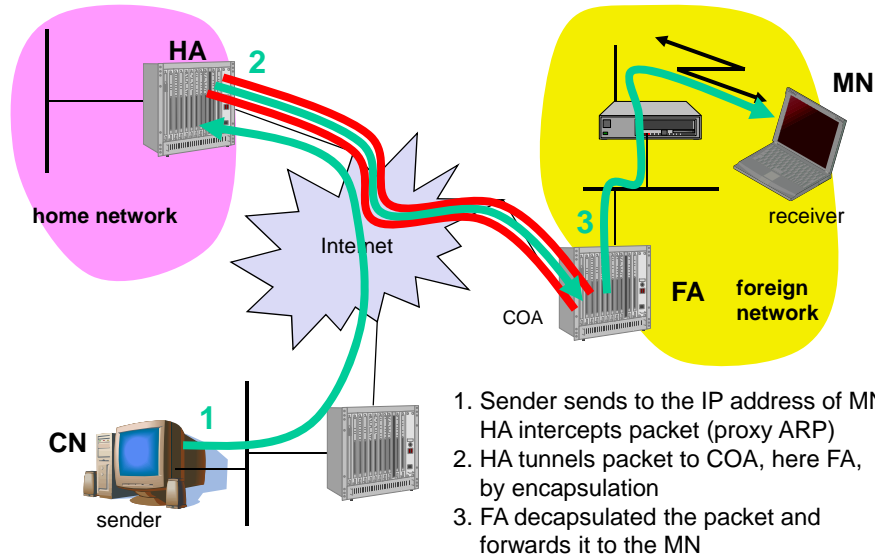 HA
2
MN
home network
Internet
3
receiver
COA
FA
foreign
network
1
CN
sender
1. Sender sends to the IP address of MN
HA intercepts packet (proxy ARP)
2. HA tunnels packet to COA, here FA,
by encapsulation
3. FA decapsulated the packet and
forwards it to the MN